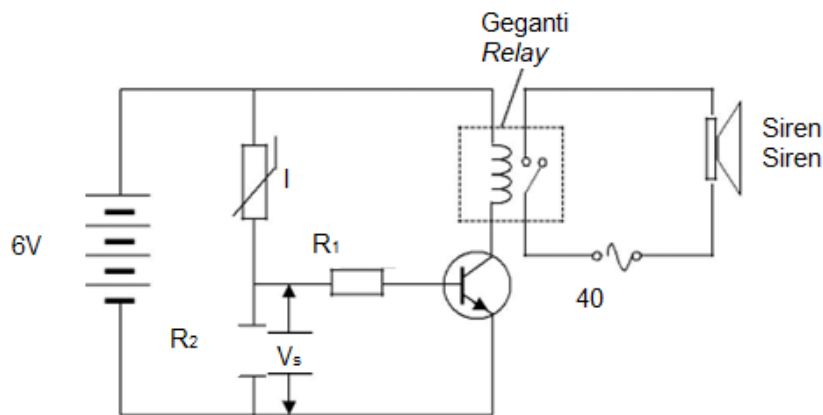 Geganti
Relay
Siren
Siren
I
6V
R₁
40
R₂
Vₛ